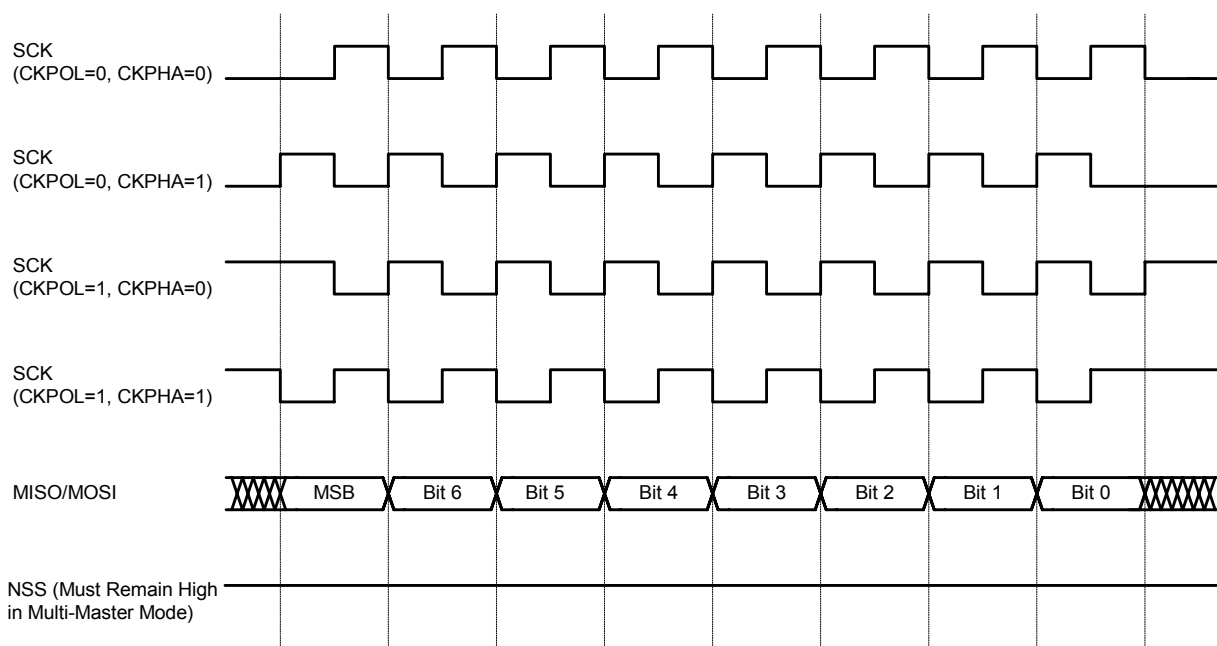 SCK
(CKPOL=0, CKPHA=0)
SCK
(CKPOL=0, CKPHA=1)
SCK
(CKPOL=1, CKPHA=0)
SCK
(CKPOL=1, CKPHA=1)
MISO/MOSI MSB Bit 6 Bit 5 Bit 4 Bit 3 Bit 2 Bit 1 Bit 0
NSS (Must Remain High
in Multi-Master Mode)